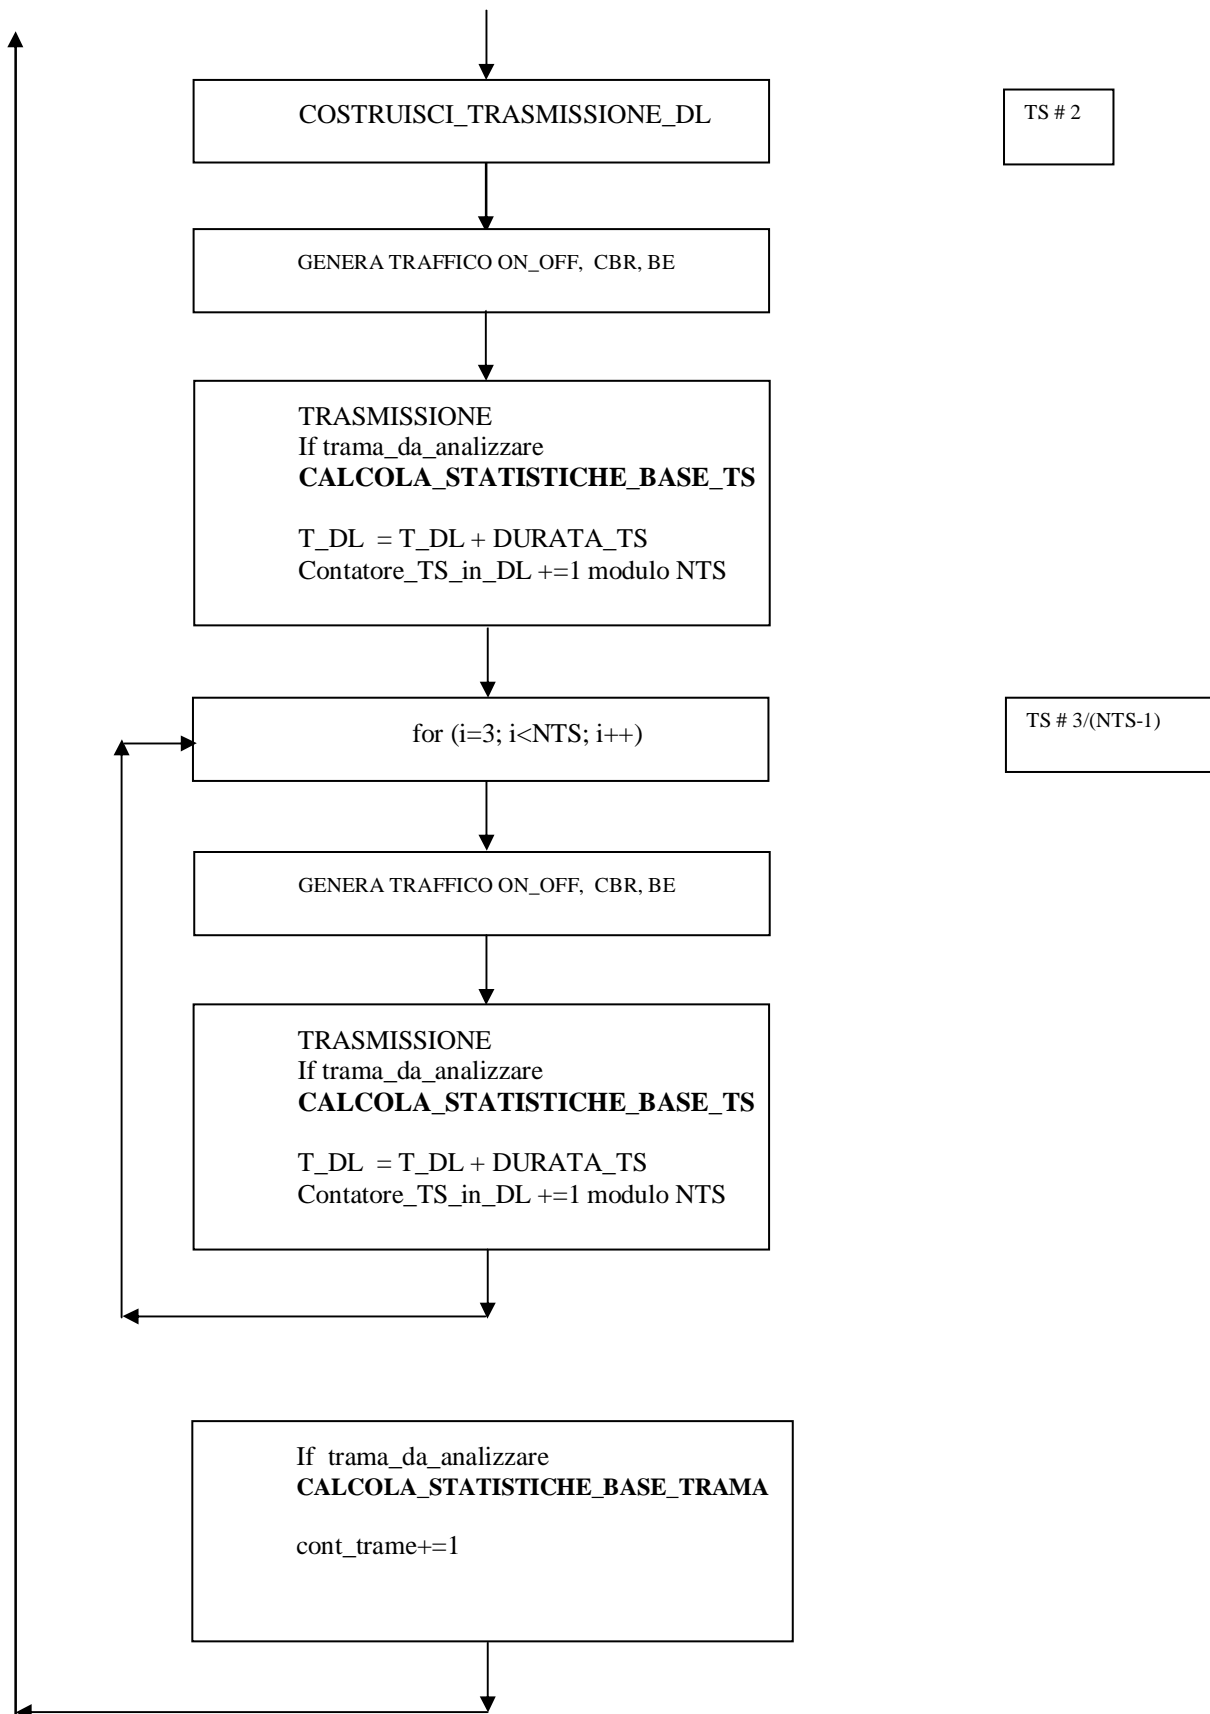 COSTRUISCI_TRASMISSIONE_DL
TS # 2
GENERA TRAFFICO ON_OFF, CBR, BE
TRASMISSIONE
If trama_da_analizzare
CALCOLA_STATISTICHE_BASE_TS
T_DL = T_DL + DURATA_TS
Contatore_TS_in_DL +=1 modulo NTS
for (i=3; i<NTS; i++)
TS # 3/(NTS-1)
GENERA TRAFFICO ON_OFF, CBR, BE
TRASMISSIONE
If trama_da_analizzare
CALCOLA_STATISTICHE_BASE_TS
T_DL = T_DL + DURATA_TS
Contatore_TS_in_DL +=1 modulo NTS
If trama_da_analizzare
CALCOLA_STATISTICHE_BASE_TRAMA
cont_trame+=1